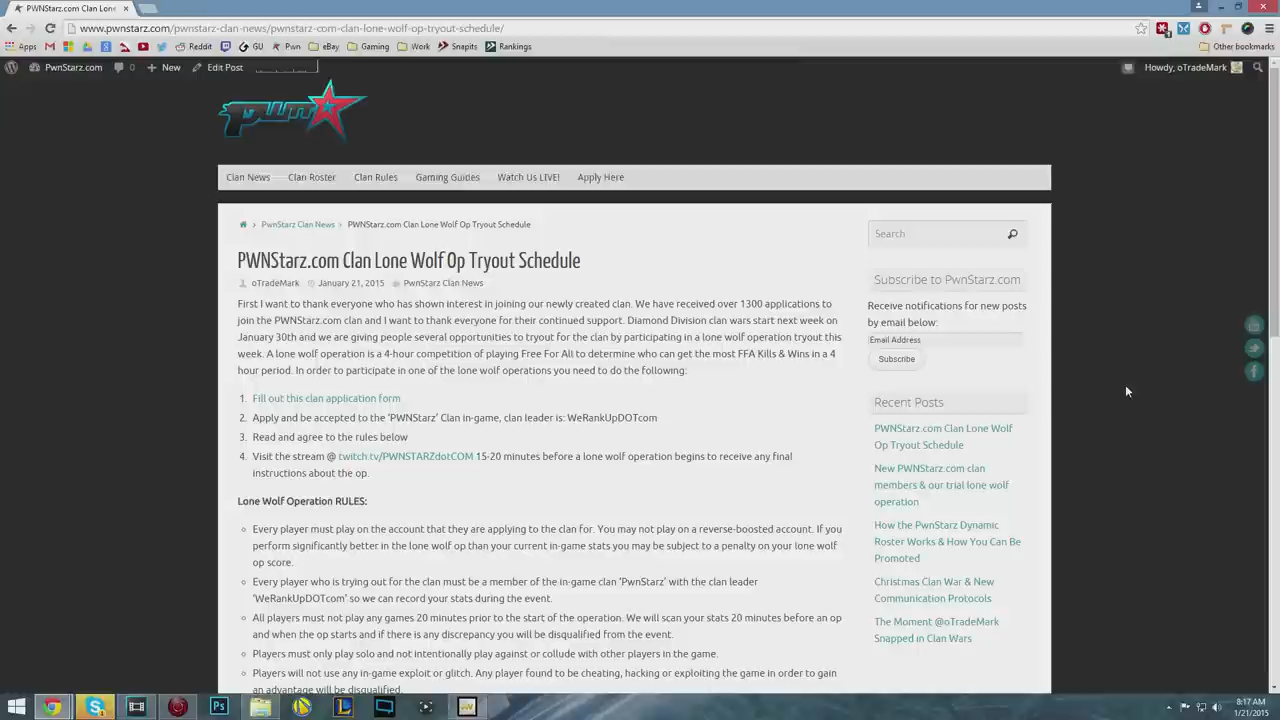 PWNStarz.com Clan Lone
www.pwnstarz.com/pwnstarz-clan-news/pwnstarz-com-clan-lone-wolf-op-tryout-schedule/
Apps Reddit GU Pwn eBay Gaming Work Snapits Rankings Other bookmarks
PwnStarz.com 0 New Edit Post Howdy, oTradeMark
pwn
Clan News Clan Roster Clan Rules Gaming Guides Watch Us LIVE! Apply Here
PwnStarz Clan News PWNStarz.com Clan Lone Wolf Op Tryout Schedule
PWNStarz.com Clan Lone Wolf Op Tryout Schedule
oTradeMark January 21, 2015 PwnStarz Clan News
First I want to thank everyone who has shown interest in joining our newly created clan. We have received over 1300 applications to
join the PWNStarz.com clan and I want to thank everyone for their continued support. Diamond Division clan wars start next week on
January 30th and we are giving people several opportunities to tryout for the clan by participating in a lone wolf operation tryout this
week. A lone wolf operation is a 4-hour competition of playing Free For All to determine who can get the most FFA Kills & Wins in a 4
hour period. In order to participate in one of the lone wolf operations you need to do the following:
1. Fill out this clan application form
2. Apply and be accepted to the 'PWNStarz' Clan in-game, clan leader is: WeRankUpDOTcom
3. Read and agree to the rules below
4. Visit the stream @ twitch.tv/PWNSTARZdotCOM 15-20 minutes before a lone wolf operation begins to receive any final
instructions about the op.
Lone Wolf Operation RULES:
Every player must play on the account that they are applying to the clan for. You may not play on a reverse-boosted account. If you
perform significantly better in the lone wolf op than your current in-game stats you may be subject to a penalty on your lone wolf
op score.
Every player who is trying out for the clan must be a member of the in-game clan 'PwnStarz' with the clan leader
'WeRankUpDOTcom' so we can record your stats during the event.
All players must not play any games 20 minutes prior to the start of the operation. We will scan your stats 20 minutes before an op
and when the op starts and if there is any discrepancy you will be disqualified from the event.
Players must only play solo and not intentionally play against or collude with other players in the game.
Players will not use any in-game exploit or glitch. Any player found to be cheating, hacking or exploiting the game in order to gain
an advantage will be disqualified.
Search
Subscribe to PwnStarz.com
Receive notifications for new posts
by email below:
Email Address
Subscribe
Recent Posts
PWNStarz.com Clan Lone Wolf
Op Tryout Schedule
New PWNStarz.com clan
members & our trial lone wolf
operation
How the PwnStarz Dynamic
Roster Works & How You Can Be
Promoted
Christmas Clan War & New
Communication Protocols
The Moment @oTradeMark
Snapped in Clan Wars
8:17 AM
1/21/2015